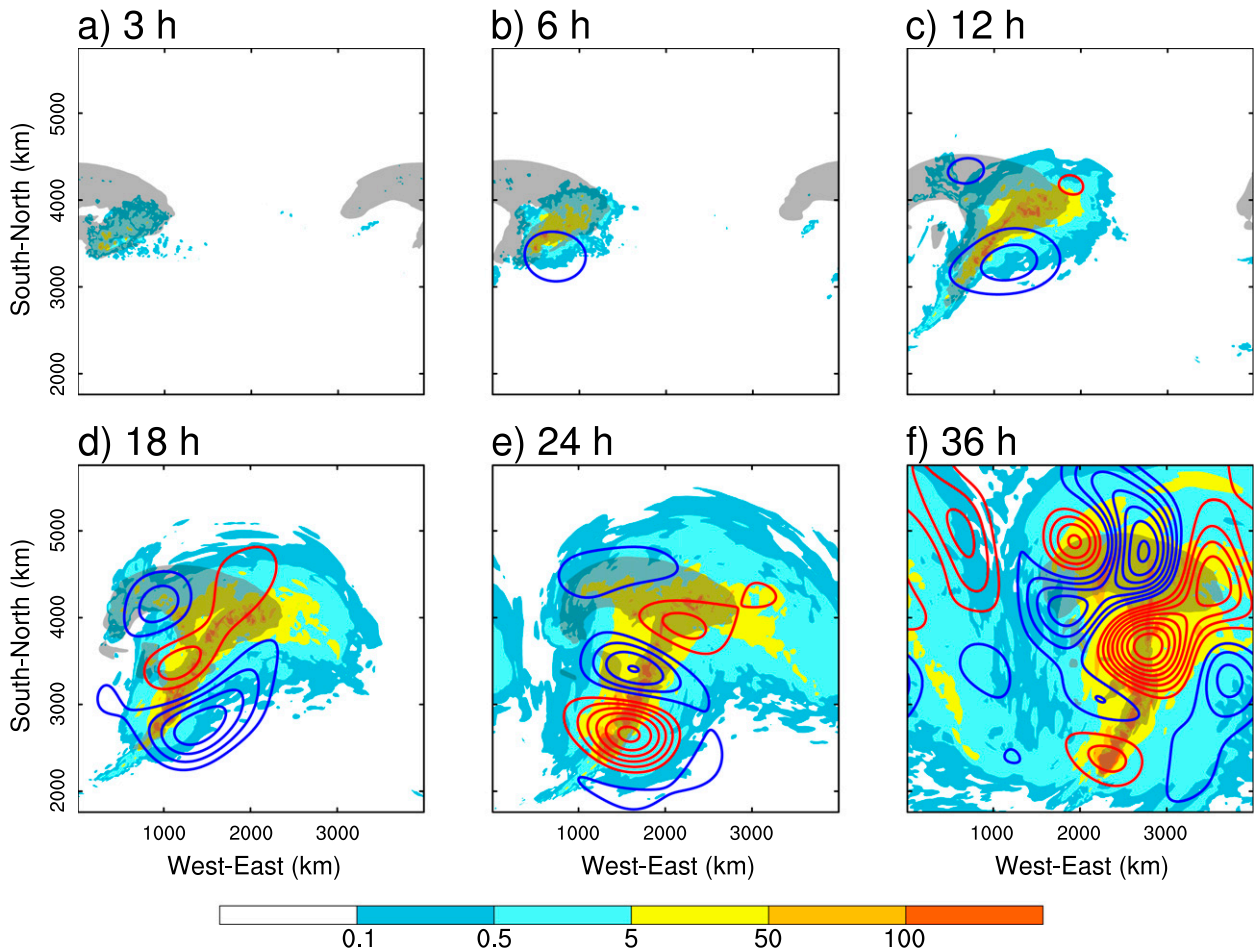 a) 3 h
b) 6 h
c) 12 h
South-North (km)
5000
4000
3000
2000
d) 18 h
e) 24 h
f) 36 h
South-North (km)
5000
4000
3000
2000
1000 2000 3000
1000 2000 3000
1000 2000 3000
West-East (km)
West-East (km)
West-East (km)
0.1 0.5 5 50 100